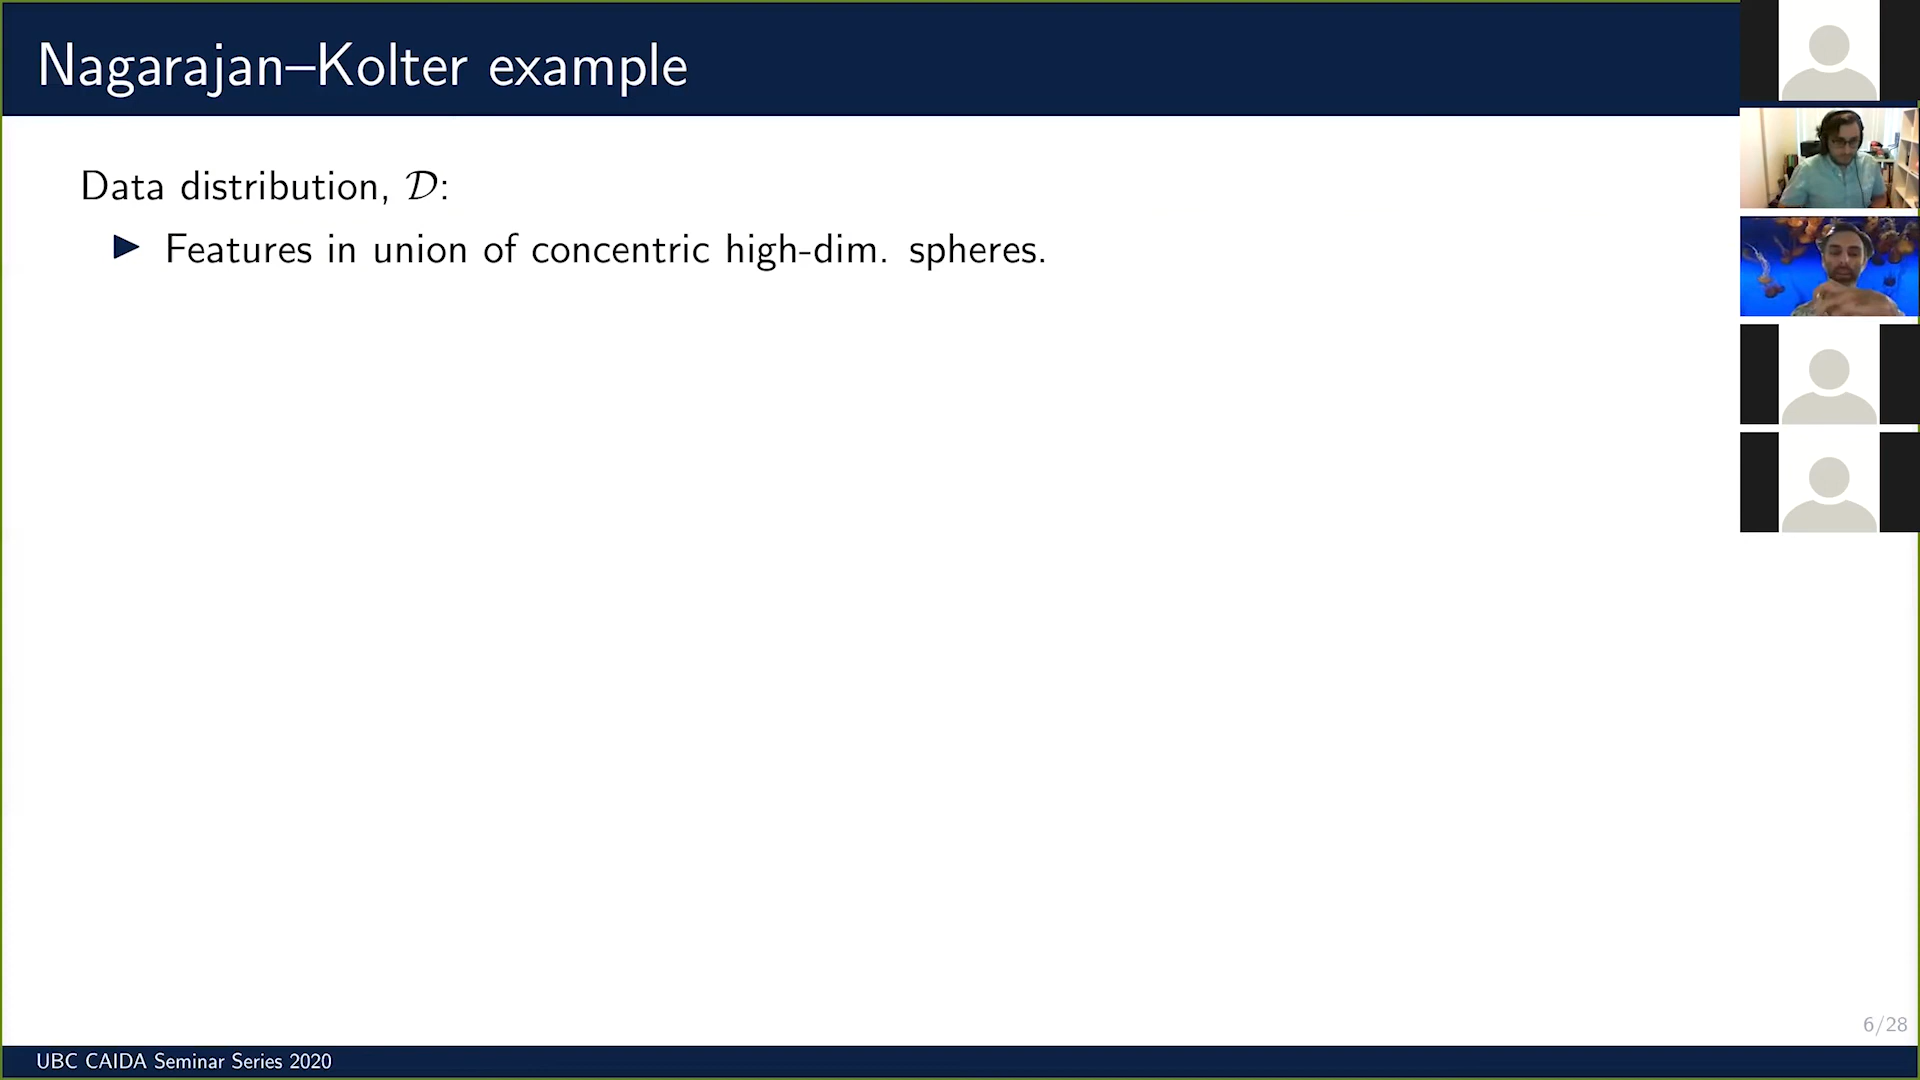 Nagarajan–Kolter example
Data distribution, 𝒟:
▶ Features in union of concentric high-dim. spheres.
6/28
UBC CAIDA Seminar Series 2020